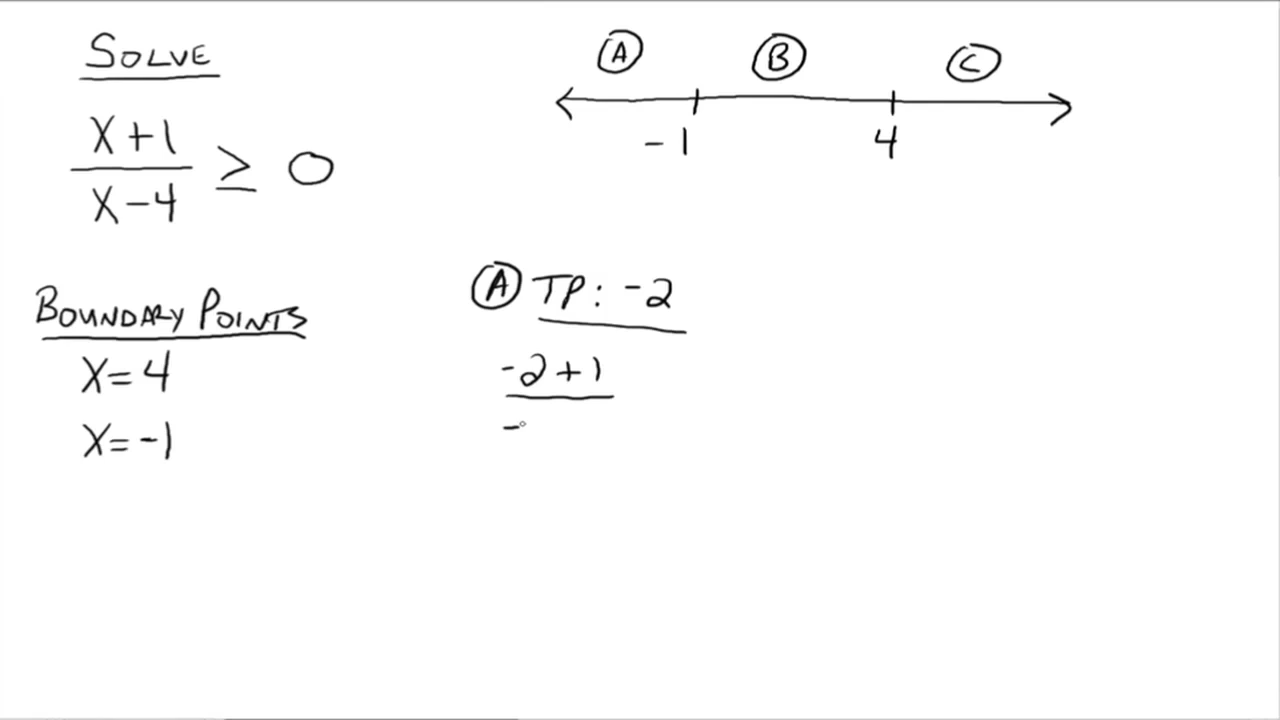 SOLVE
X+1
X-4
≥ 0
A B C
-1 4
BOUNDARY POINTS
X=4
X=-1
A TP: -2
-2+1
-